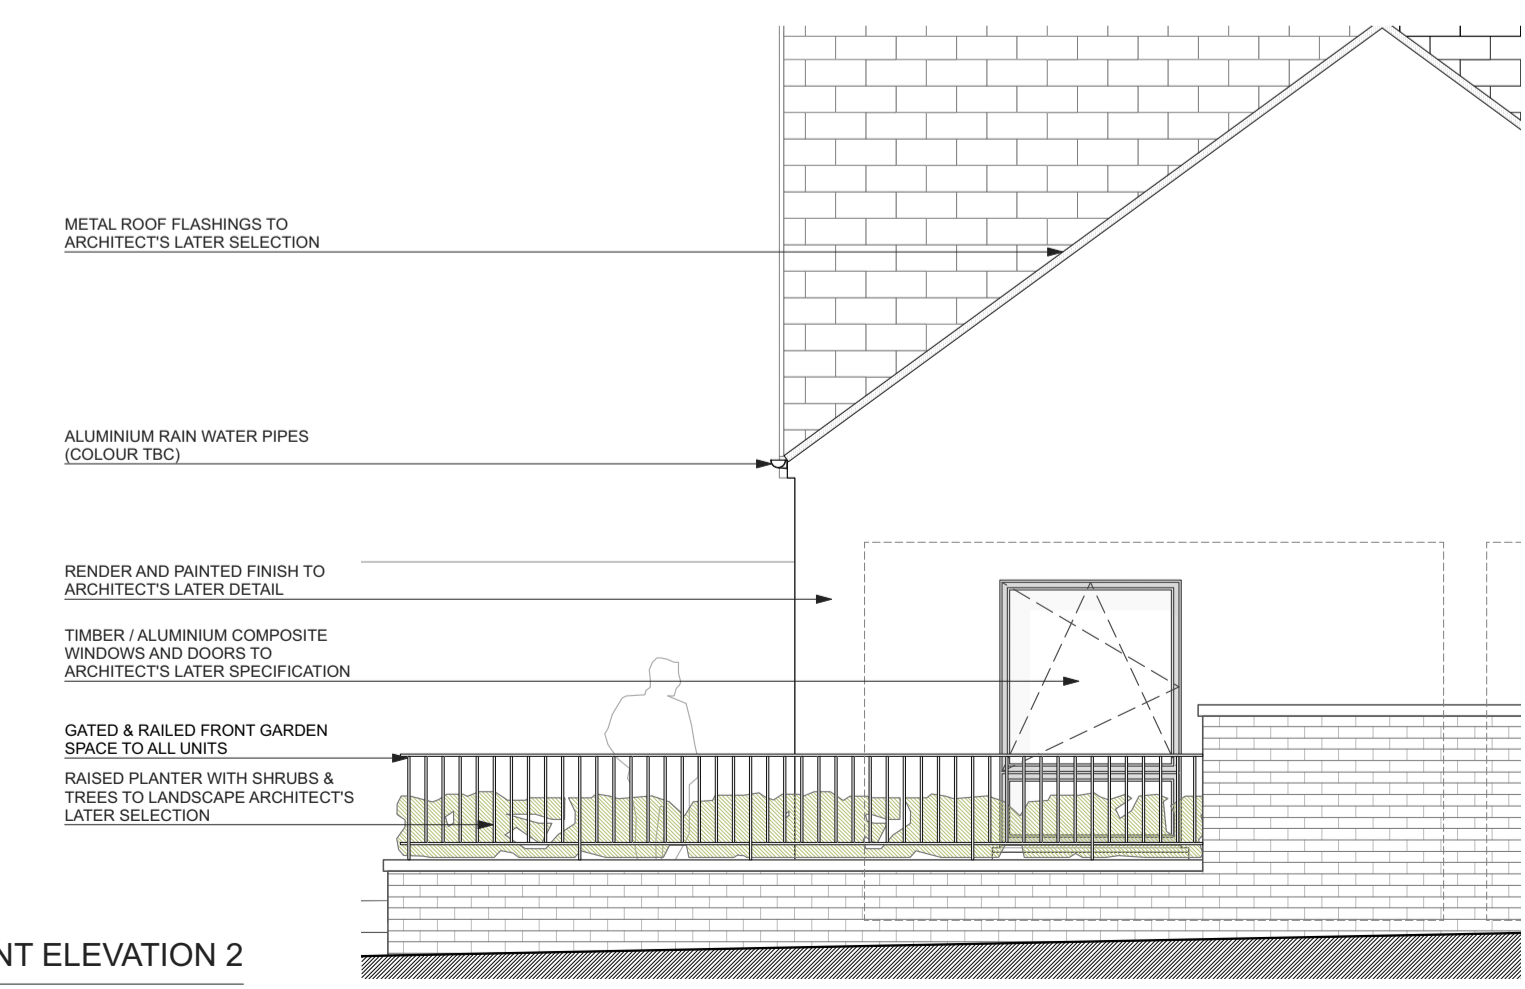 METAL ROOF FLASHINGS TO
ARCHITECT'S LATER SELECTION
ALUMINIUM RAIN WATER PIPES
(COLOUR TBC)
RENDER AND PAINTED FINISH TO
ARCHITECT'S LATER DETAIL
TIMBER / ALUMINIUM COMPOSITE
WINDOWS AND DOORS TO
ARCHITECT'S LATER SPECIFICATION
GATED & RAILED FRONT GARDEN
SPACE TO ALL UNITS
RAISED PLANTER WITH SHRUBS &
TREES TO LANDSCAPE ARCHITECT'S
LATER SELECTION
NT ELEVATION 2